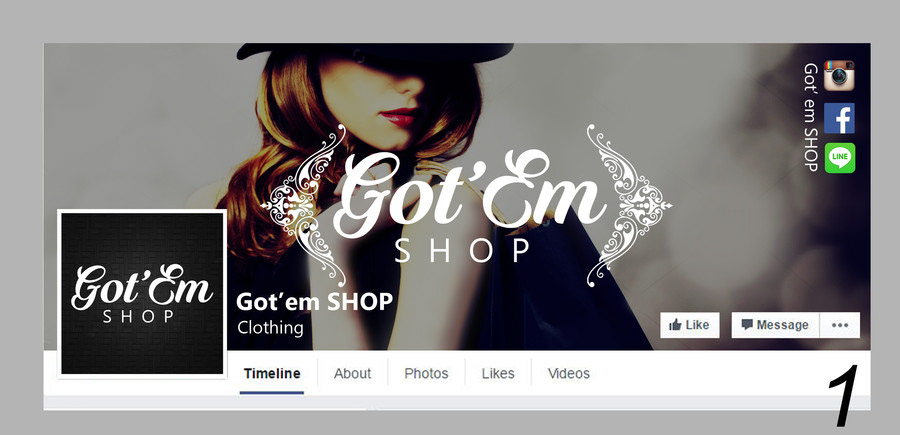 Got'Em
SHOP
Got' em SHOP
LINE
Got'Em
SHOP
Got'em SHOP
Clothing
Like
Message
Timeline
About
Photos
Likes
Videos
1